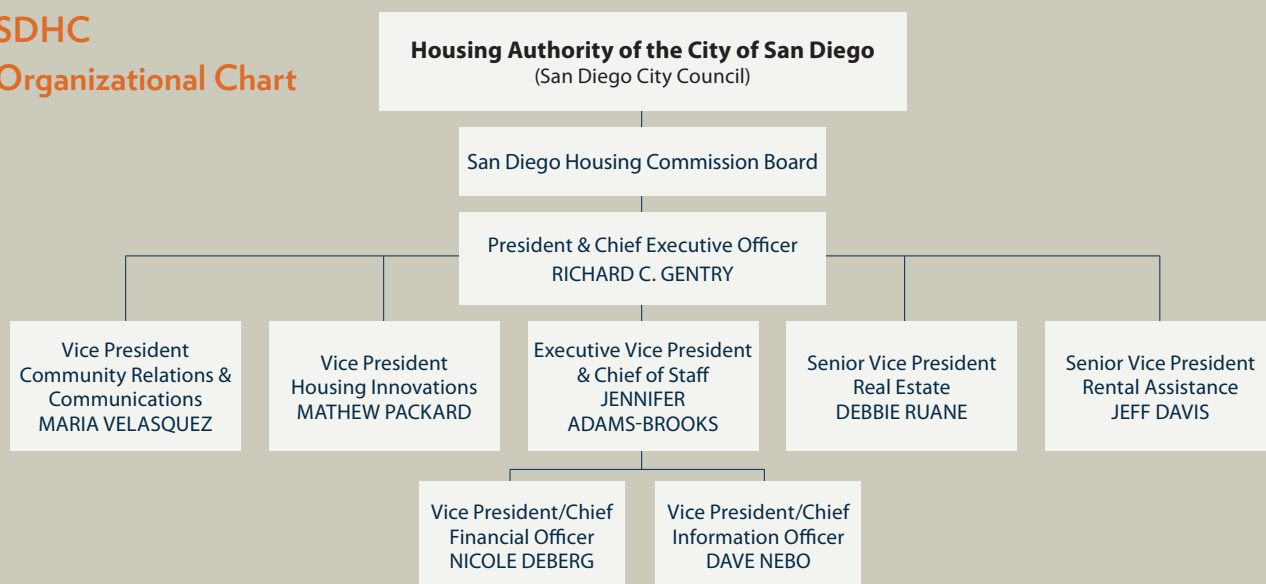 SDHC
Organizational Chart
Housing Authority of the City of San Diego
(San Diego City Council)
San Diego Housing Commission Board
President & Chief Executive Officer
RICHARD C. GENTRY
Vice President
Community Relations &
Communications
MARIA VELASQUEZ
Vice President
Housing Innovations
MATHEW PACKARD
Executive Vice President
& Chief of Staff
JENNIFER
ADAMS-BROOKS
Senior Vice President
Real Estate
DEBBIE RUANE
Senior Vice President
Rental Assistance
JEFF DAVIS
Vice President/Chief
Financial Officer
NICOLE DEBERG
Vice President/Chief
Information Officer
DAVE NEBO